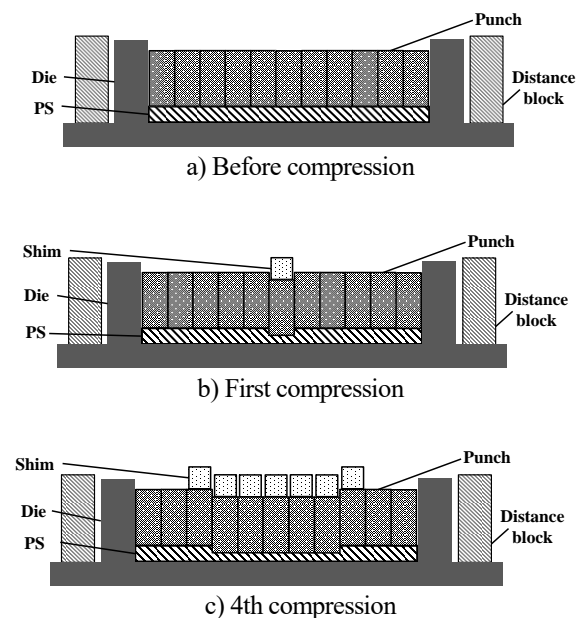 Punch
Die
PS
Distance
block
a) Before compression
Shim
Punch
Die
PS
Distance
block
b) First compression
Shim
Punch
Die
PS
Distance
block
c) 4th compression